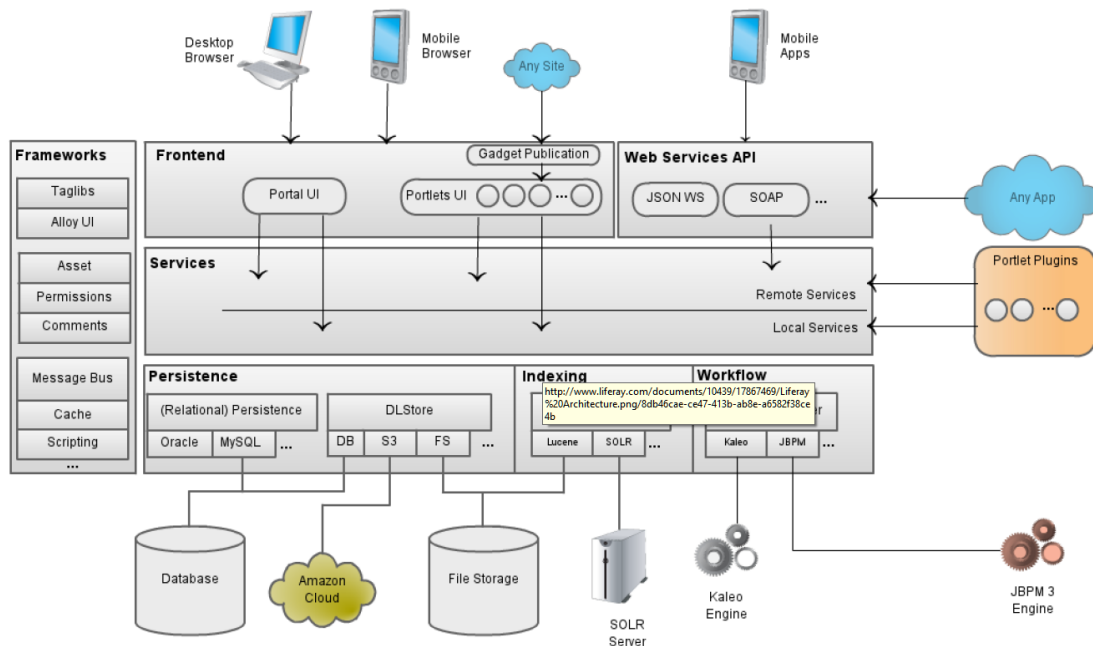 Desktop
Browser
Mobile
Browser
Any Site
Mobile
Apps
Frameworks
Taglibs
Alloy UI
Asset
Permissions
Comments
Message Bus
Cache
Scripting
...
Frontend
Gadget Publication
Portal UI
Portlets UI
...
Web Services API
JSON WS
SOAP
...
Any App
Services
Remote Services
Local Services
Portlet Plugins
...
Persistence
(Relational) Persistence
Oracle
MySQL
...
DLStore
DB
S3
FS
...
Indexing
http://www.liferay.com/documents/10439/17867469/Liferay
%20Architecture.png/8db46cae-ce47-413b-ab8e-a6582f38ce
4b
Lucene
SOLR
...
Workflow
Kaleo
JBPM
...
Database
Amazon
Cloud
File Storage
SOLR
Server
Kaleo
Engine
JBPM 3
Engine